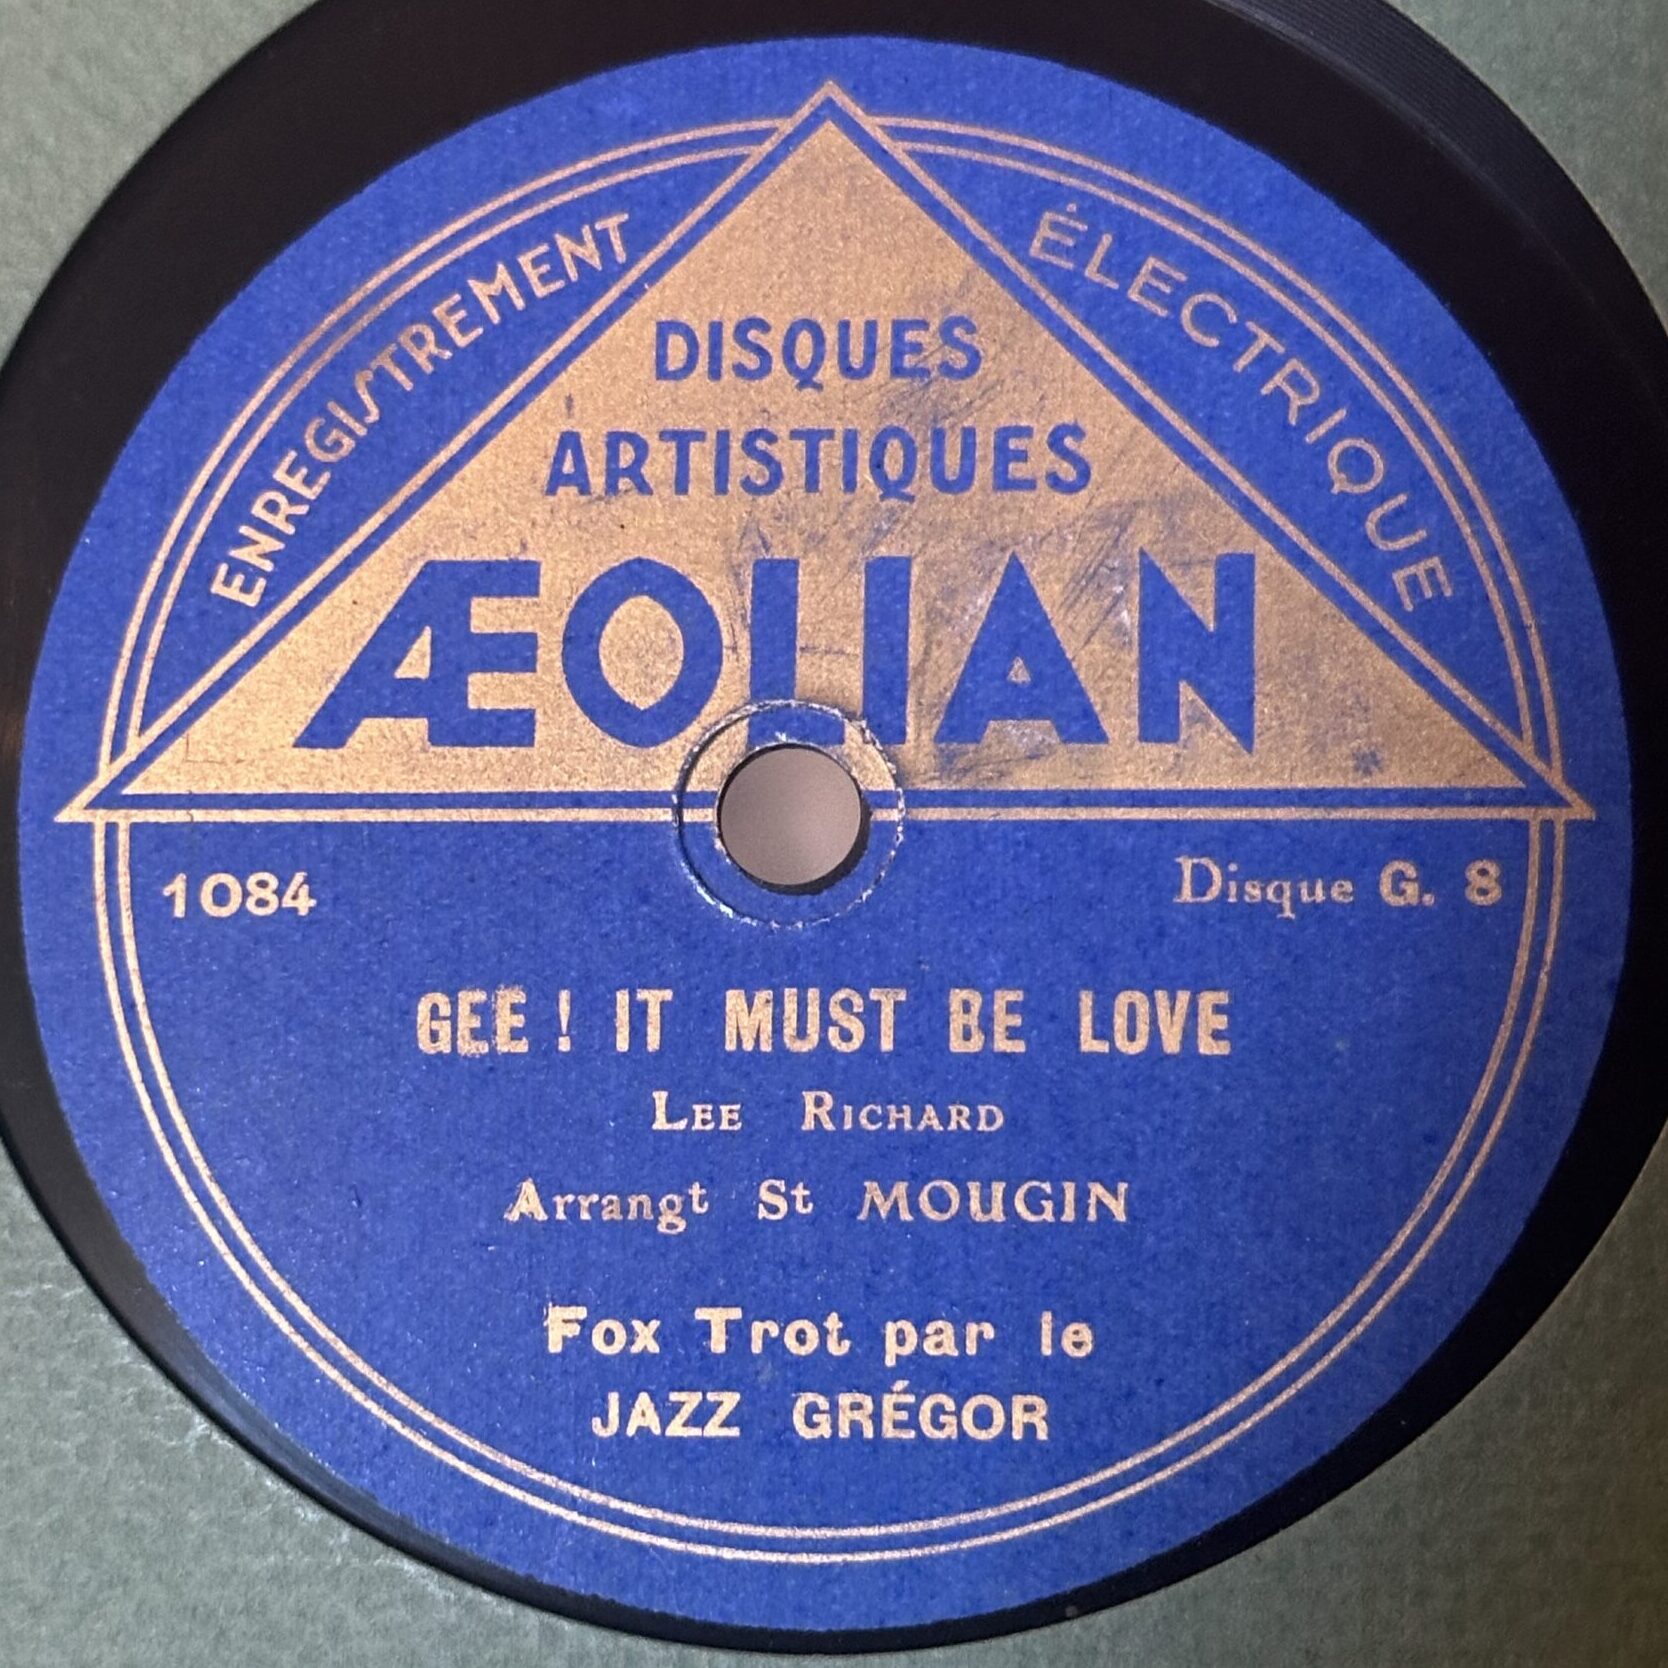 ENREGISTREMENT ÉLECTRIQUE
DISQUES
ARTISTIQUES
ÆOLIAN
1084 Disque G. 8
GEE ! IT MUST BE LOVE
LEE RICHARD
Arrangt St MOUGIN
Fox Trot par le
JAZZ GRÉGOR